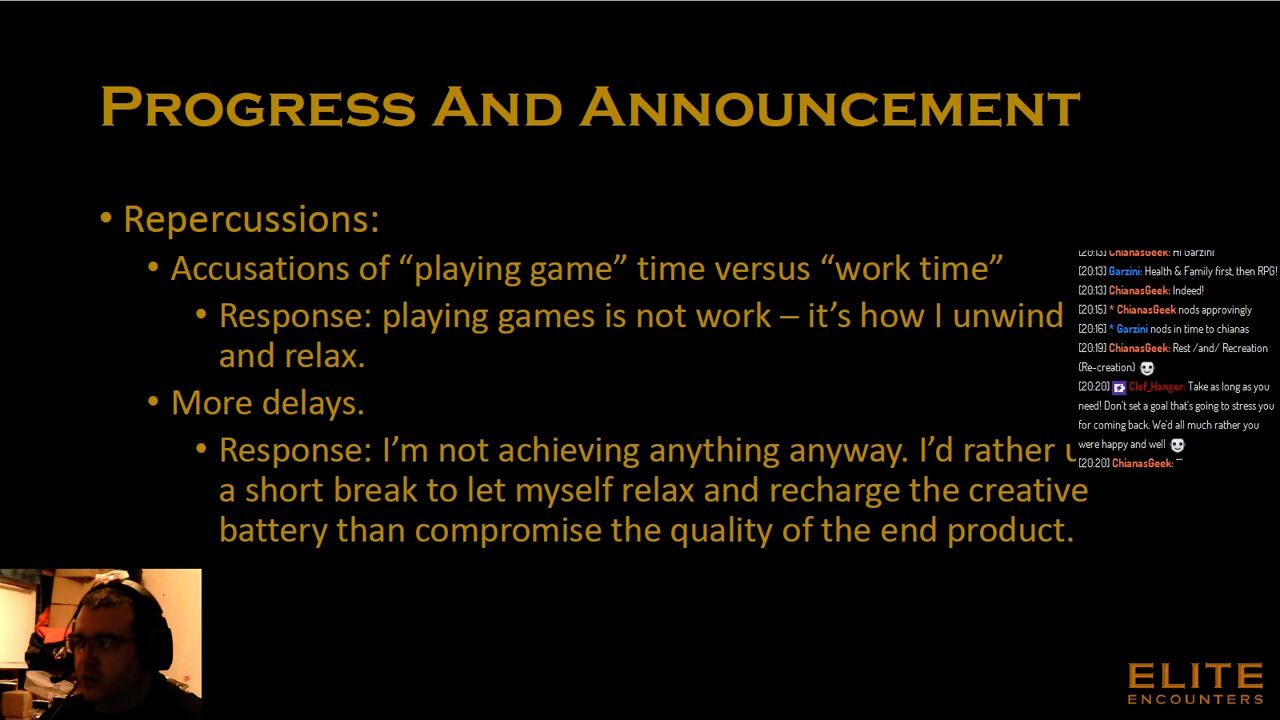 Progress And Announcement
• Repercussions:
• Accusations of “playing game” time versus “work time”
• Response: playing games is not work – it’s how I unwind
and relax.
• More delays.
• Response: I’m not achieving anything anyway. I’d rather
a short break to let myself relax and recharge the creative
battery than compromise the quality of the end product.
[20:13] ChianasGeek: Hi Garzini
[20:13] Garzini: Health & Family first, then RPG!
[20:13] ChianasGeek: Indeed!
[20:15] * ChianasGeek nods approvingly
[20:16] * Garzini nods in time to chianas
[20:19] ChianasGeek: Rest /and/ Recreation
(Re-creation)
[20:20] Clef_Hanger: Take as long as you
need! Don't set a goal that's going to stress you
for coming back. We'd all much rather you
were happy and well
[20:20] ChianasGeek: ^^
ELITE
ENCOUNTERS